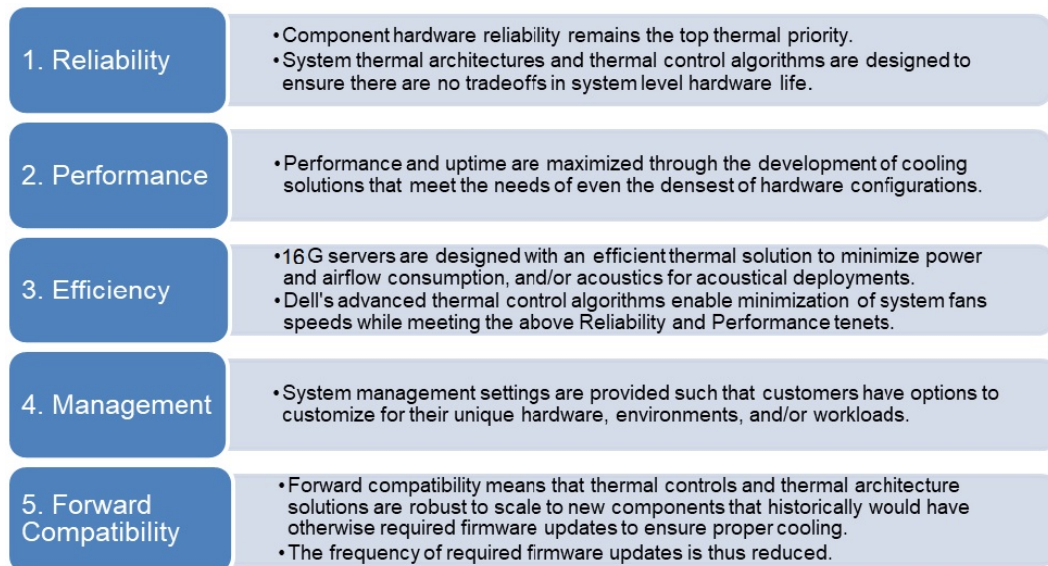 1. Reliability
•Component hardware reliability remains the top thermal priority.
•System thermal architectures and thermal control algorithms are designed to
ensure there are no tradeoffs in system level hardware life.
2. Performance
•Performance and uptime are maximized through the development of cooling
solutions that meet the needs of even the densest of hardware configurations.
3. Efficiency
•16G servers are designed with an efficient thermal solution to minimize power
and airflow consumption, and/or acoustics for acoustical deployments.
•Dell's advanced thermal control algorithms enable minimization of system fans
speeds while meeting the above Reliability and Performance tenets.
4. Management
•System management settings are provided such that customers have options to
customize for their unique hardware, environments, and/or workloads.
5. Forward
Compatibility
•Forward compatibility means that thermal controls and thermal architecture
solutions are robust to scale to new components that historically would have
otherwise required firmware updates to ensure proper cooling.
•The frequency of required firmware updates is thus reduced.